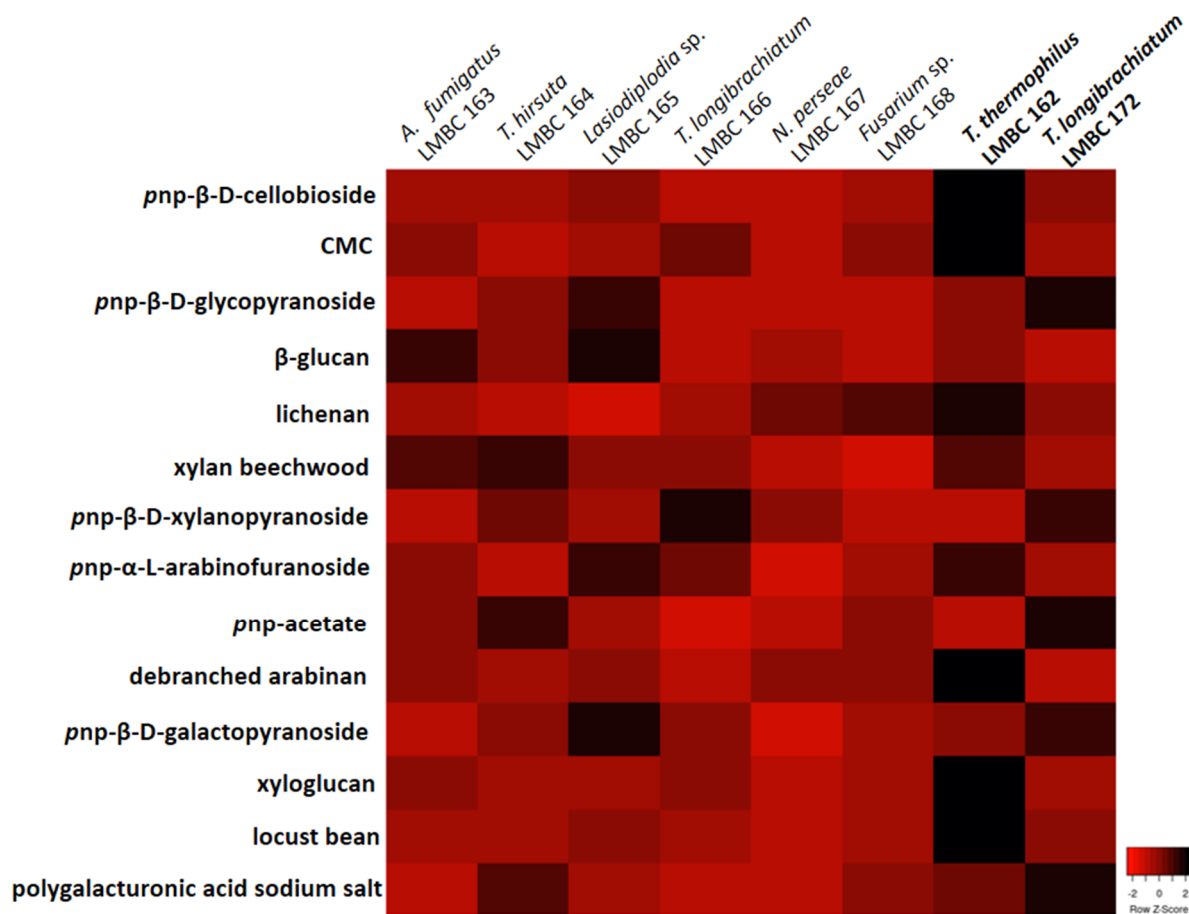 A. fumigatus
LMBC 163
T. hirsuta
LMBC 164
Lasiodiplodia sp.
LMBC 165
T. longibrachiatum
LMBC 166
N. perseae
LMBC 167
Fusarium sp.
LMBC 168
T. thermophilus
LMBC 162
T. longibrachiatum
LMBC 172
pnp-β-D-cellobioside
CMC
pnp-β-D-glycopyranoside
β-glucan
lichenan
xylan beechwood
pnp-β-D-xylanopyranoside
pnp-α-L-arabinofuranoside
pnp-acetate
debranched arabinan
pnp-β-D-galactopyranoside
xyloglucan
locust bean
polygalacturonic acid sodium salt
-2 0 2
Row Z-Score